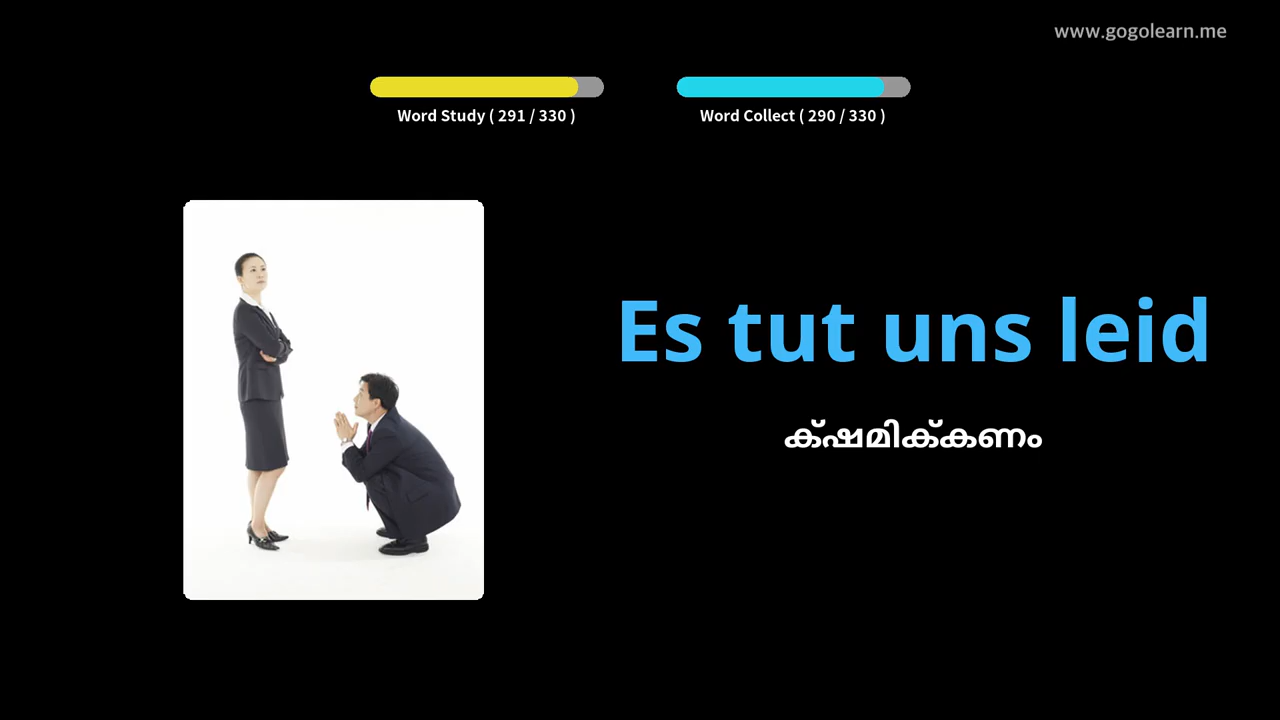 www.gogolearn.me
Word Study ( 291 / 330 )
Word Collect ( 290 / 330 )
Es tut uns leid
ക്ഷമിക്കണം